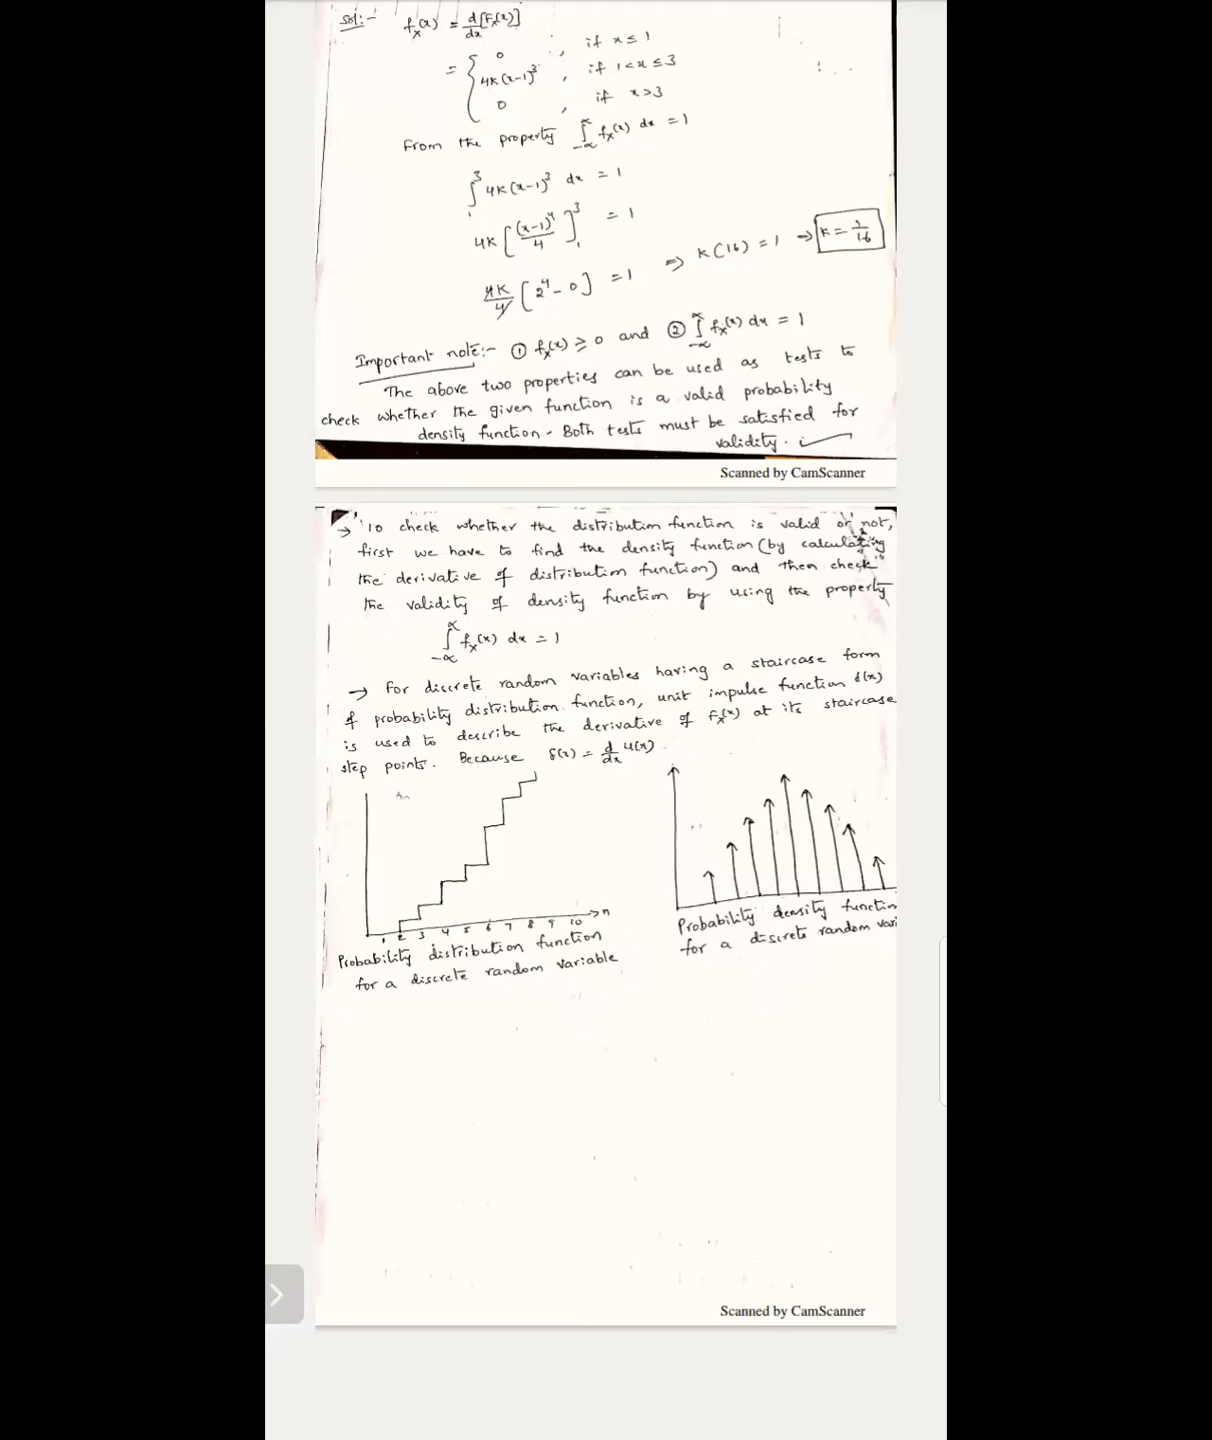 Sol:- fx(x) = d/dx [Fx(x)]
= { 0 , if x ≤ 1
4K(x-1)³ , if 1 < x ≤ 3
0 , if x > 3
From the property ∫_{-∞}^{∞} fx(x) dx = 1
∫_1^3 4K(x-1)³ dx = 1
4K [ (x-1)⁴/4 ]_1^3 = 1
4K/4 [2⁴ - 0] = 1 ⇒ K(16) = 1 ⇒ K = 1/16
Important note:- ① fx(x) ≥ 0 and ② ∫_{-∞}^{∞} fx(x) dx = 1
The above two properties can be used as tests to
check whether the given function is a valid probability
density function. Both tests must be satisfied for
validity.
Scanned by CamScanner
→ To check whether the distribution function is valid or not,
first we have to find the density function (by calculating
the derivative of distribution function) and then check
the validity of density function by using the property
∫_{-∞}^{∞} fx(x) dx = 1
→ For discrete random variables having a staircase form
of probability distribution function, unit impulse function δ(x)
is used to describe the derivative of Fx(x) at its staircase
step points. Because δ(x) = d/dx u(x)
1 2 3 4 5 6 7 8 9 10 n
Probability distribution function
for a discrete random variable
Probability density function
for a discrete random vari
Scanned by CamScanner